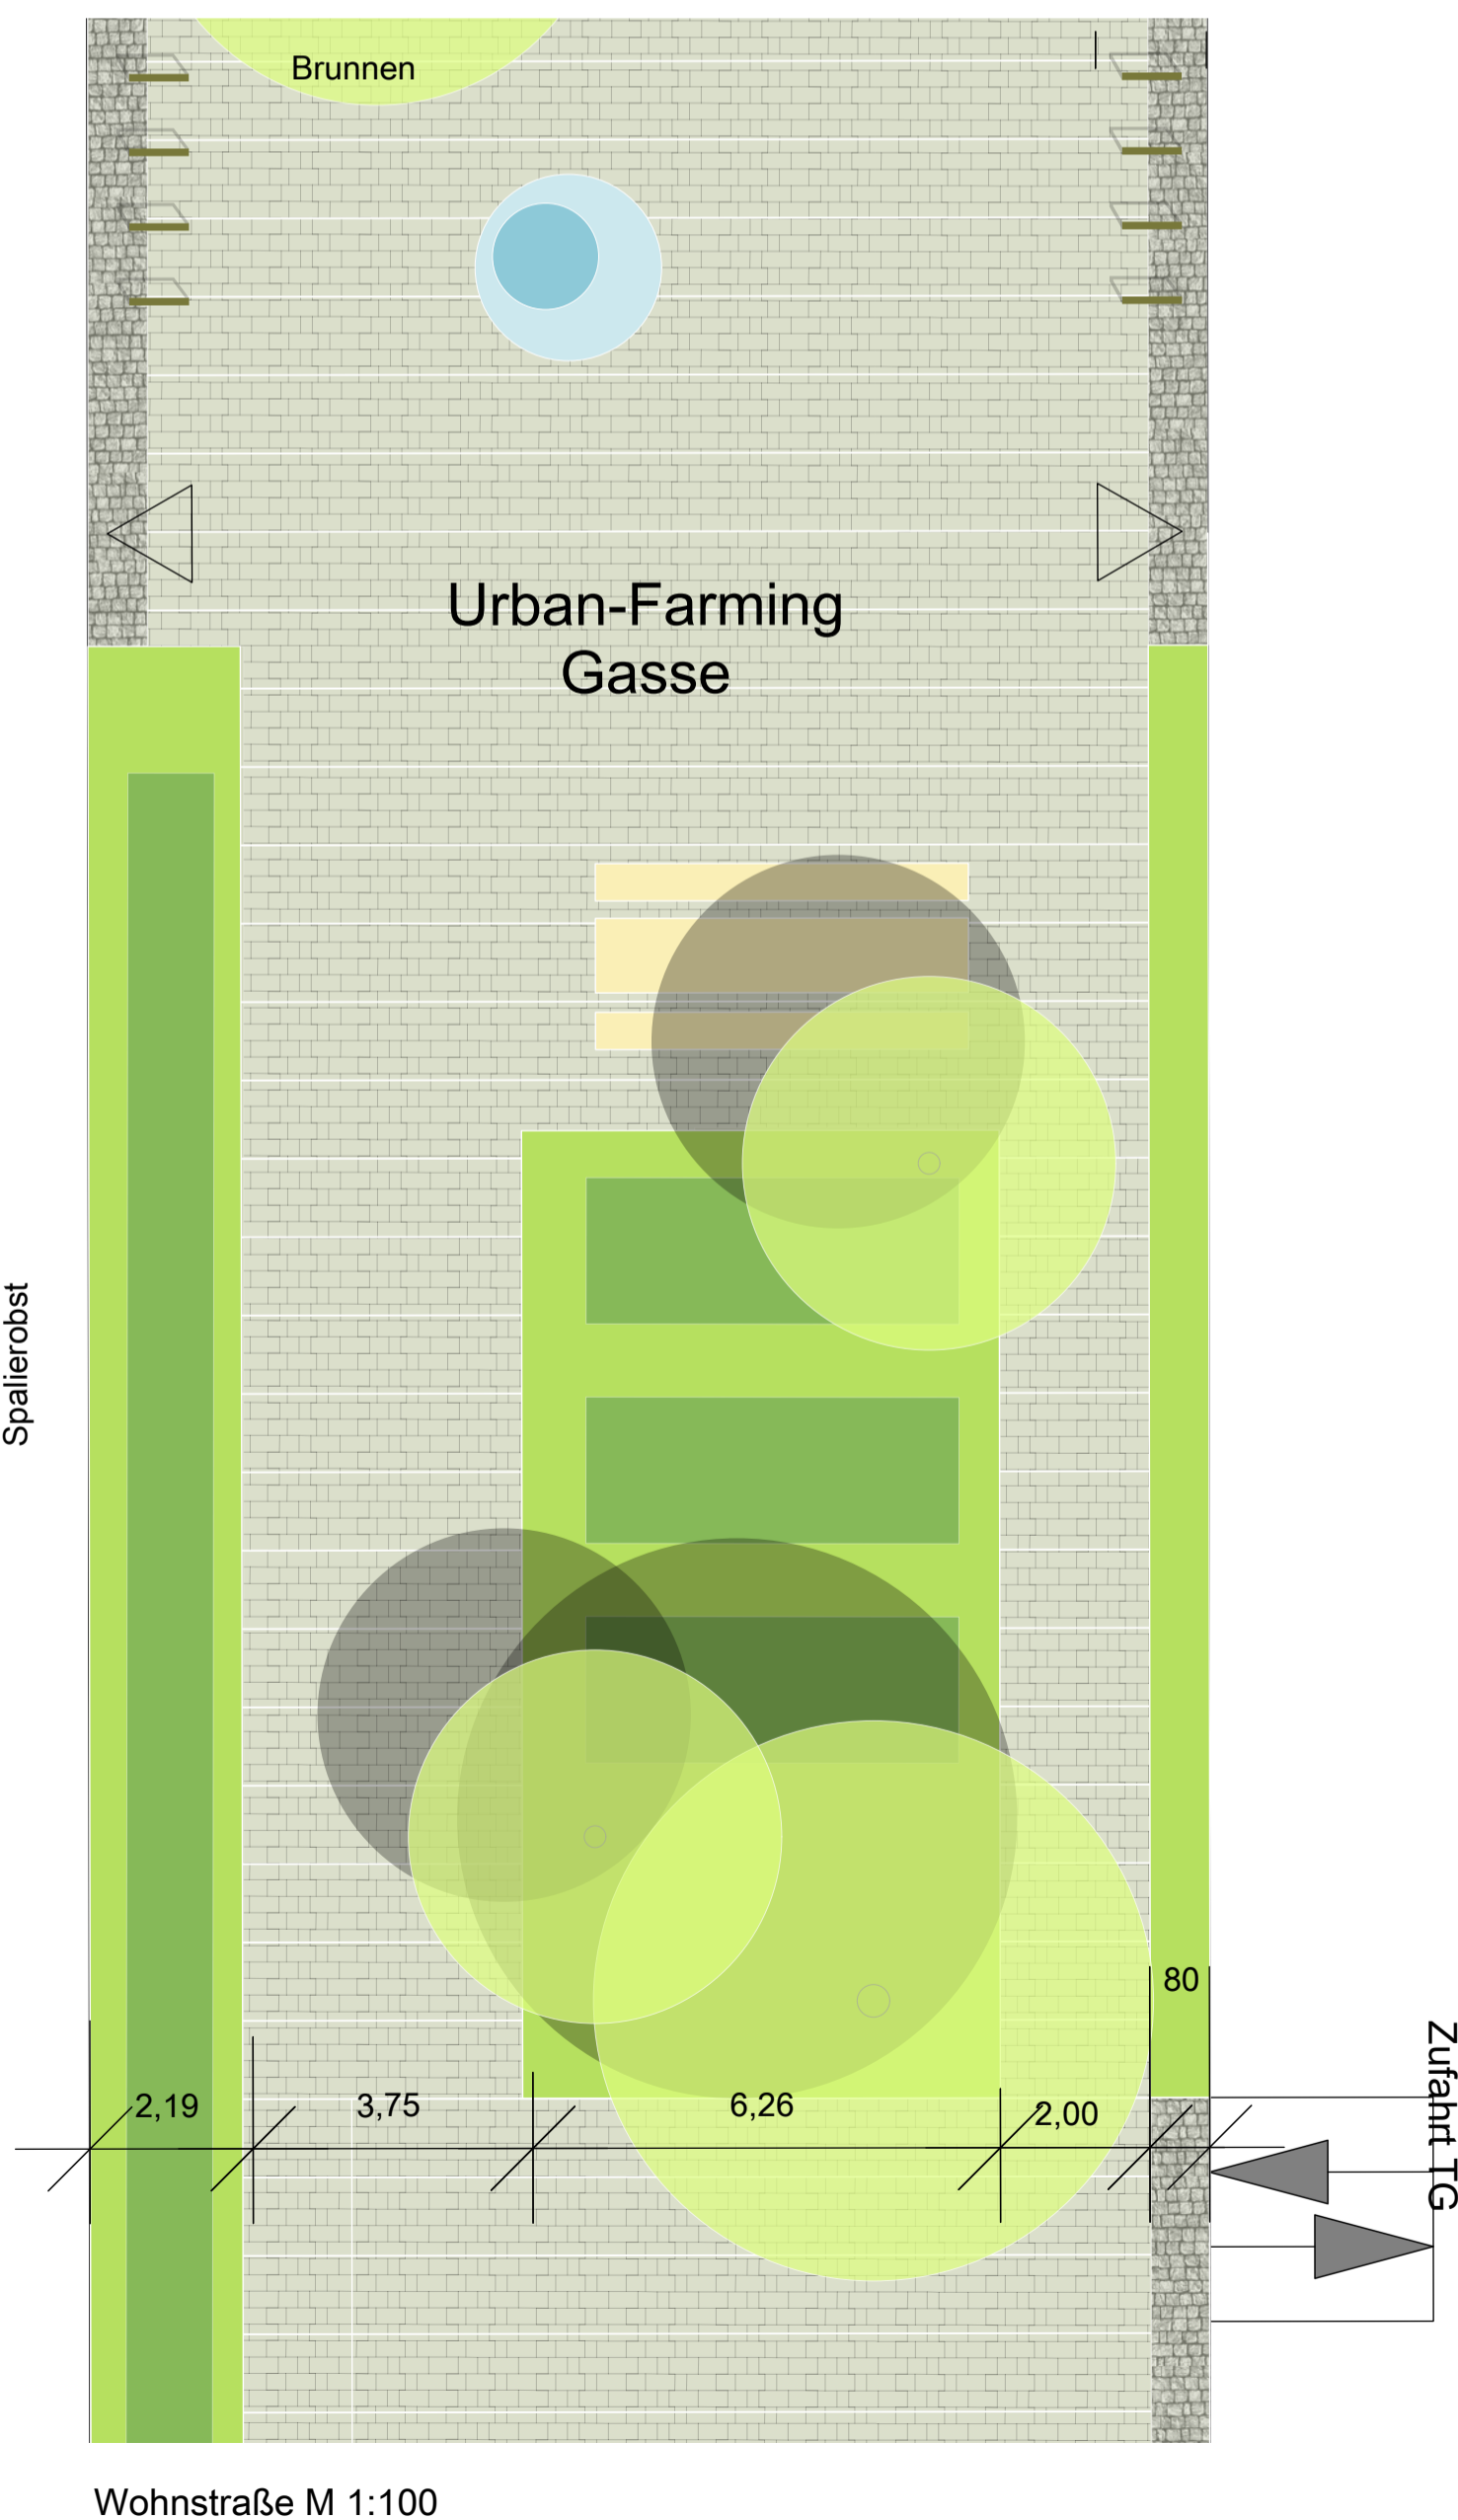 Brunnen
Urban-Farming
Gasse
Spalierobst
80
Zufahrt TG
2,19
3,75
6,26
2,00
Wohnstraße M 1:100